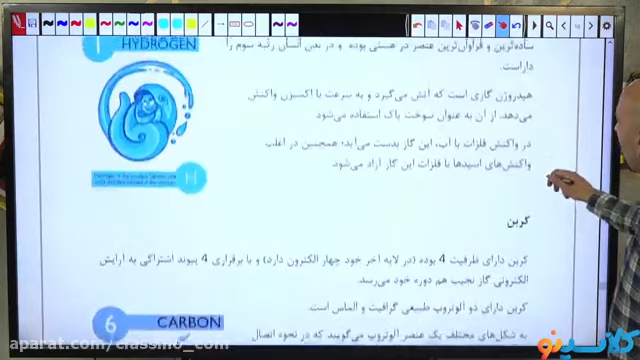 1 HYDROGEN
ساده‌ترین و فراوان‌ترین عنصر در هستی بوده و در بدن انسان رتبه سوم را
داراست.
هیدروژن گازی است که آتش می‌گیرد و به سرعت با اکسیژن واکنش
می‌دهد. از آن به عنوان سوخت پاک استفاده می‌شود
در واکنش فلزات با آب، این گاز بدست می‌آید؛ همچنین در اغلب
واکنش‌های اسیدها با فلزات این گاز آزاد می‌شود.
H
کربن
کربن دارای ظرفیت 4 بوده (در لایه آخر خود چهار الکترون دارد) و با برقراری 4 پیوند اشتراکی به آرایش
الکترونی گاز نجیب هم دوره خود می‌رسد.
کربن دارای دو آلوتروپ طبیعی گرافیت و الماس است.
به شکل‌های مختلف یک عنصر آلوتروپ می‌گویند که در نحوه اتصال
6 CARBON
aparat.com/classino_com
کلاسینو